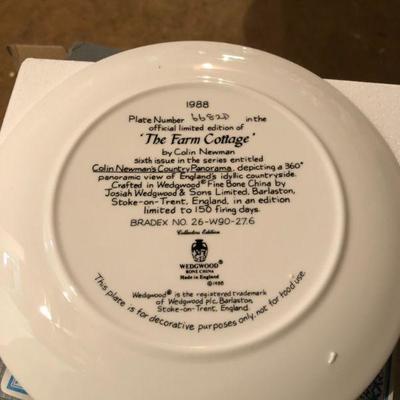 1988
Plate Number 6682D in the
official limited edition of
'The Farm Cottage'
by Colin Newman
sixth issue in the series entitled
Colin Newman's Country Panorama, depicting a 360°
panoramic view of England's idyllic countryside.
Crafted in Wedgwood® Fine Bone China by
Josiah Wedgwood & Sons Limited, Barlaston,
Stoke-on-Trent, England, in an edition
limited to 150 firing days.
BRADEX NO. 26-W90-27.6
Collectors Edition
WEDGWOOD®
BONE CHINA
Made in England
©1988
Wedgwood® is the registered trademark
of Wedgwood plc, Barlaston,
Stoke-on-Trent, England.
This plate is for decorative purposes only, not for food use.